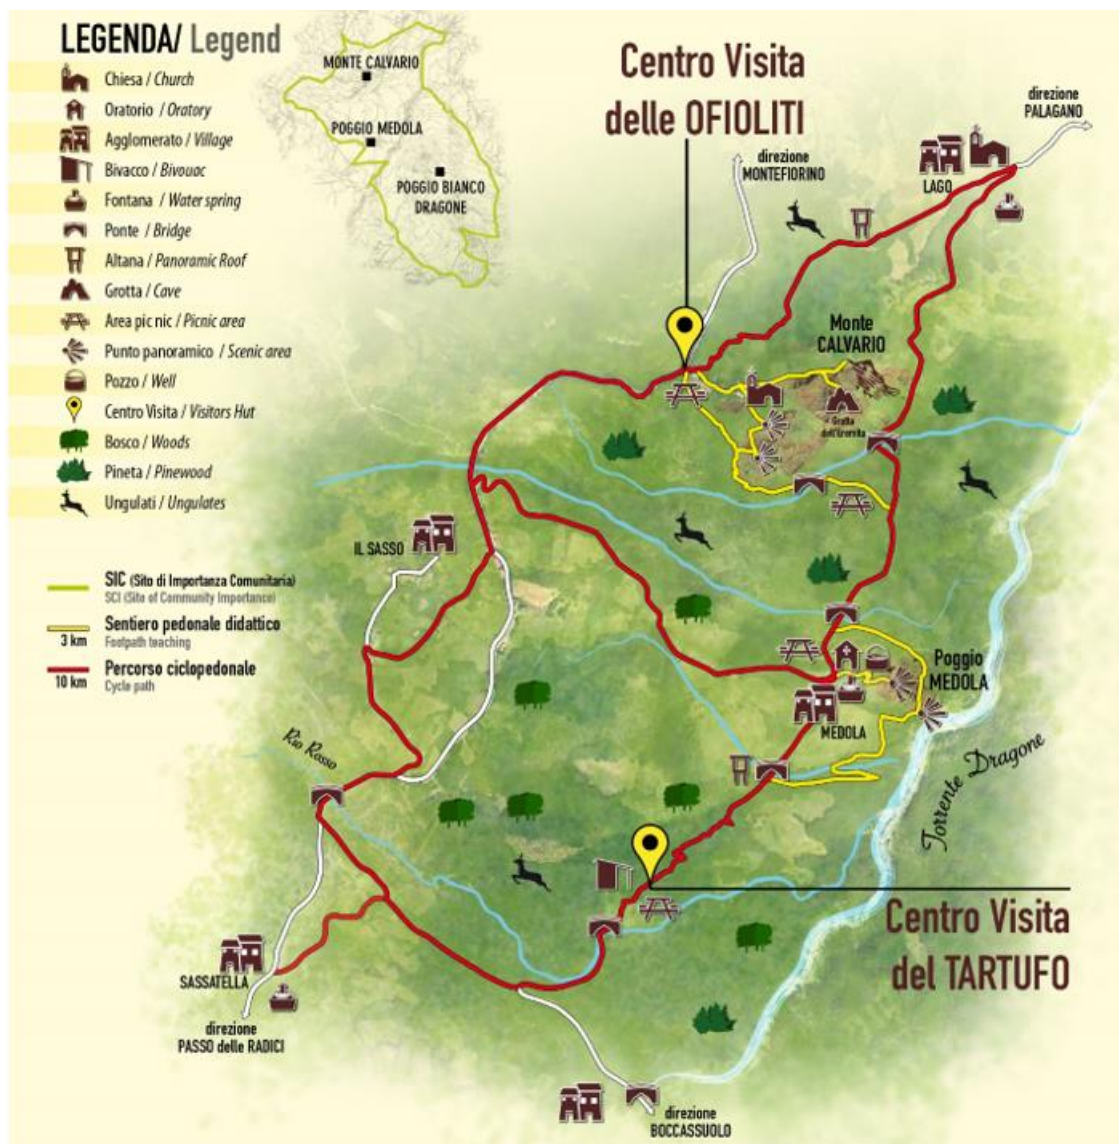 LEGENDA/ Legend
Chiesa / Church
Oratorio / Oratory
Agglomerato / Village
Bivacco / Bivouac
Fontana / Water spring
Ponte / Bridge
Altana / Panoramic Roof
Grotta / Cave
Area pic nic / Picnic area
Punto panoramico / Scenic area
Pozzo / Well
Centro Visita / Visitors Hut
Bosco / Woods
Pineta / Pinewood
Ungulati / Ungulates
SIC (Sito di Importanza Comunitaria)
SCI (Site of Community Importance)
Sentiero pedonale didattico
3 km
Footpath teaching
Percorso ciclopedonale
10 km
Cycle path
MONTE CALVARIO
POGGIO MEDOLA
POGGIO BIANCO
DRAGONE
Centro Visita
delle OFIOLITI
direzione
MONTEFIORINO
direzione
PALAGANO
LAGO
Monte
CALVARIO
Grotta
dell'Eremita
IL SASSO
Poggio
MEDOLA
MEDOLA
Rio Rosso
Torrente Dragone
Centro Visita
del TARTUFO
SASSATELLA
direzione
PASSO delle RADICI
direzione
BOCCASSUOLO